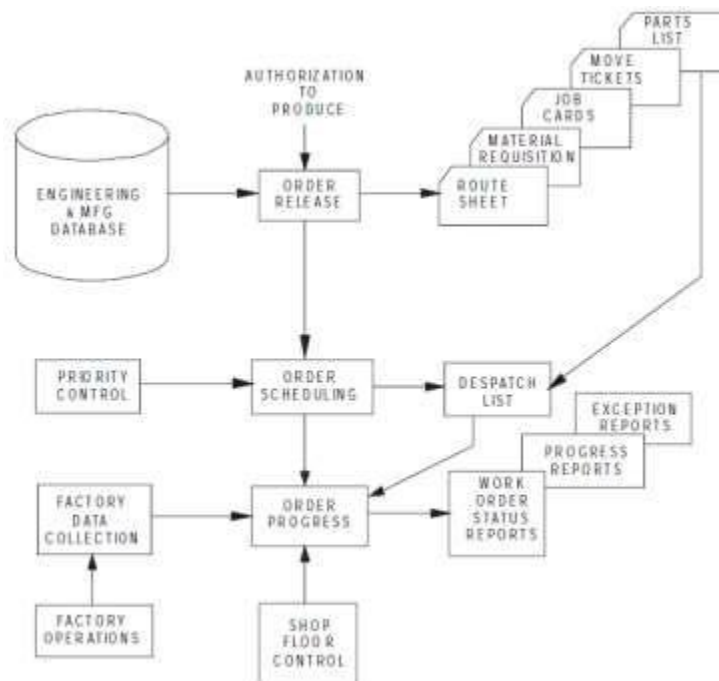 PARTS
LIST
MOVE
TICKETS
JOB
CARDS
MATERIAL
REQUISITION
ROUTE
SHEET
AUTHORIZATION
TO
PRODUCE
ENGINEERING
& MFG
DATABASE
ORDER
RELEASE
PRIORITY
CONTROL
ORDER
SCHEDULING
DESPATCH
LIST
EXCEPTION
REPORTS
PROGRESS
REPORTS
WORK
ORDER
STATUS
REPORTS
FACTORY
DATA
COLLECTION
ORDER
PROGRESS
FACTORY
OPERATIONS
SHOP
FLOOR
CONTROL